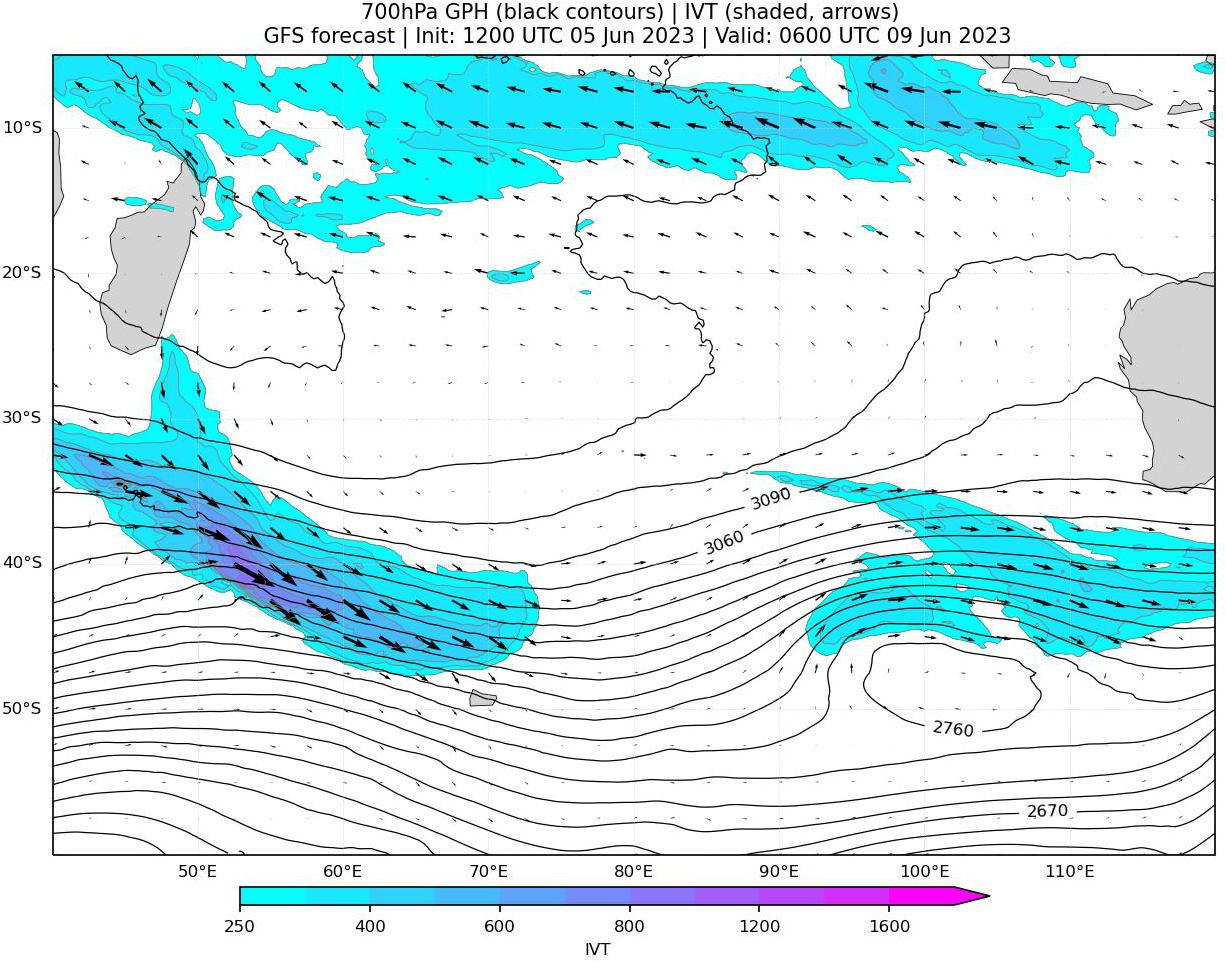 700hPa GPH (black contours) | IVT (shaded, arrows)
GFS forecast | Init: 1200 UTC 05 Jun 2023 | Valid: 0600 UTC 09 Jun 2023
10°S
20°S
30°S
3090
3060
40°S
50°S
2760
2670
50°E 60°E 70°E 80°E 90°E 100°E 110°E
250 400 600 800 1200 1600
IVT